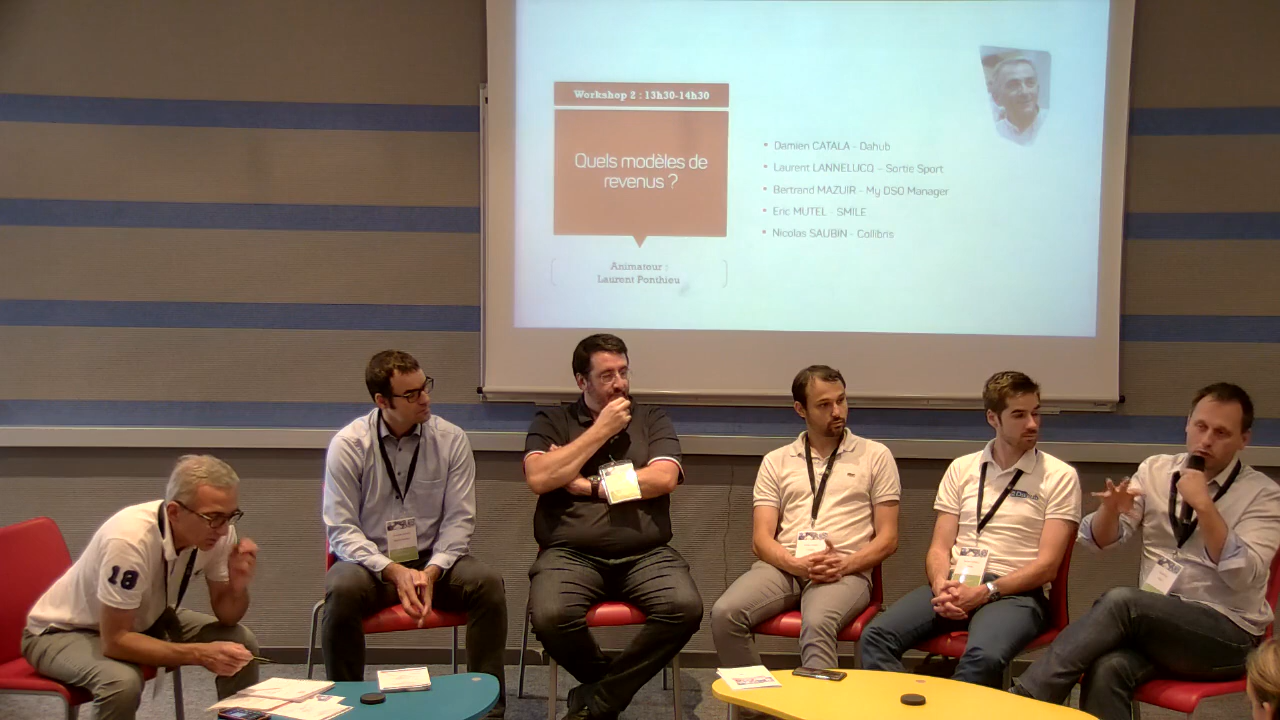 Workshop 2 : 13h30-14h30
Quels modèles de
revenus ?
Animateur :
Laurent Ponthieu
• Damien CATALA - Dahub
• Laurent LANNELUCQ - Sortie Sport
• Bertrand MAZUIR - My DSO Manager
• Eric MUTEL - SMILE
• Nicolas SAUBIN - Collibris
18